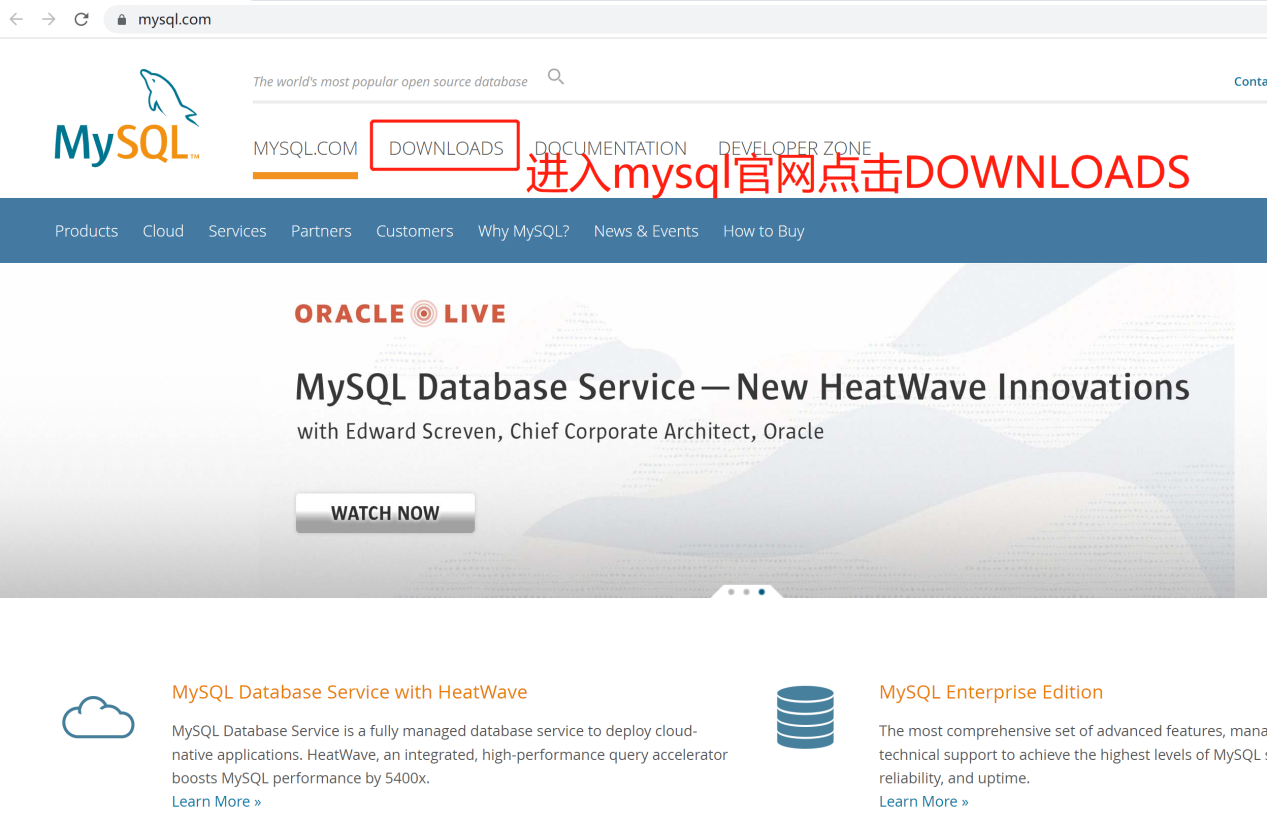 mysql.com
The world's most popular open source database
Conta
MySQL™
MYSQL.COM DOWNLOADS DOCUMENTATION DEVELOPER ZONE
进入mysql官网点击DOWNLOADS
Products Cloud Services Partners Customers Why MySQL? News & Events How to Buy
ORACLE LIVE
MySQL Database Service—New HeatWave Innovations
with Edward Screven, Chief Corporate Architect, Oracle
WATCH NOW
MySQL Database Service with HeatWave
MySQL Database Service is a fully managed database service to deploy cloud-
native applications. HeatWave, an integrated, high-performance query accelerator
boosts MySQL performance by 5400x.
Learn More »
MySQL Enterprise Edition
The most comprehensive set of advanced features, mana
technical support to achieve the highest levels of MySQL s
reliability, and uptime.
Learn More »